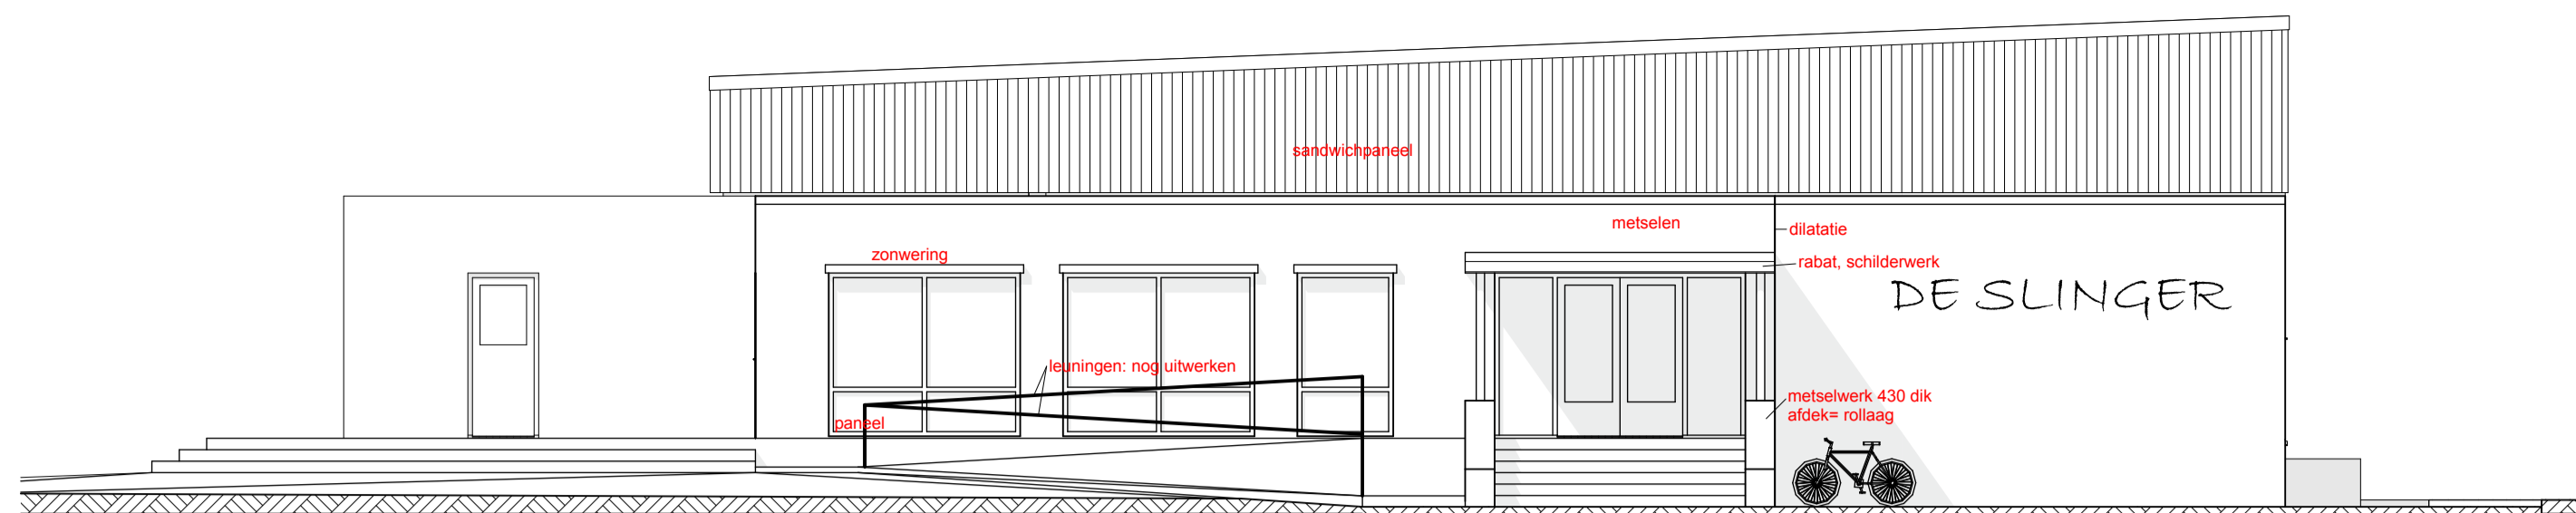 sandwichpaneel
metselen
dilatatie
zonwering
rabat, schilderwerk
DE SLINGER
leuningen: nog uitwerken
metselwerk 430 dik
afdek= rollaag
paneel